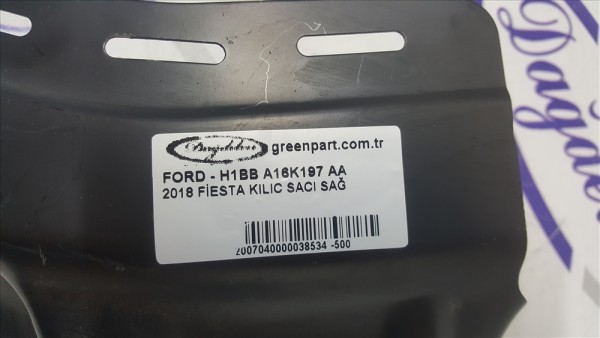 greenpart.com.tr
FORD - H1BB A16K197 AA
2018 FİESTA KILIC SACI SAĞ
2007040000038534 -500